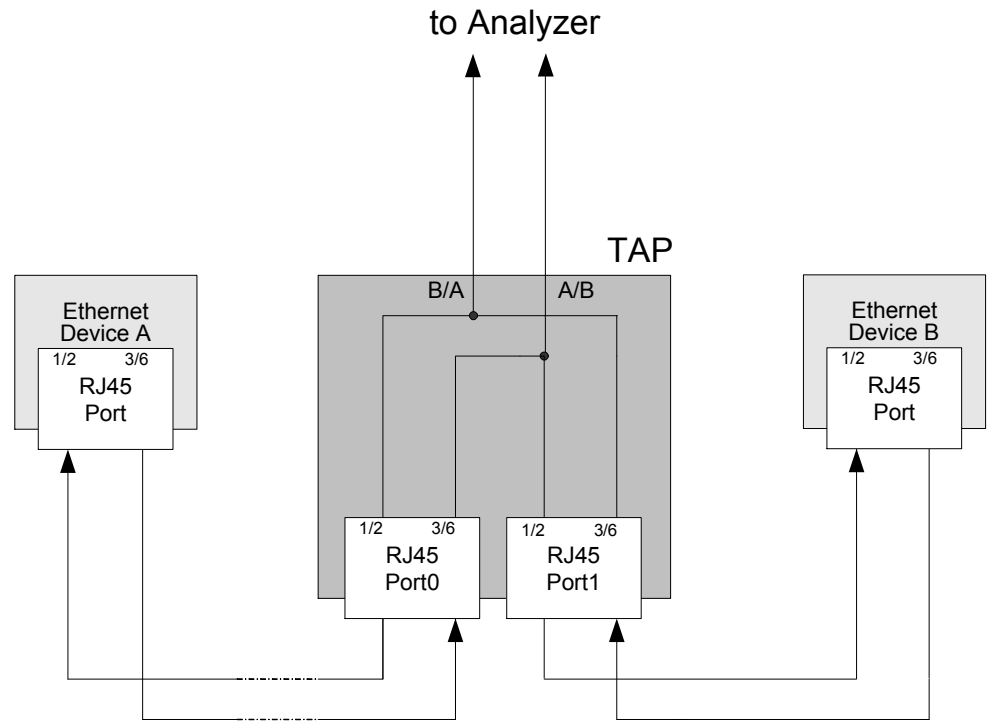 to Analyzer
TAP
B/A A/B
Ethernet
Device A
1/2 3/6
RJ45
Port
Ethernet
Device B
1/2 3/6
RJ45
Port
1/2 3/6
RJ45
Port0
1/2 3/6
RJ45
Port1